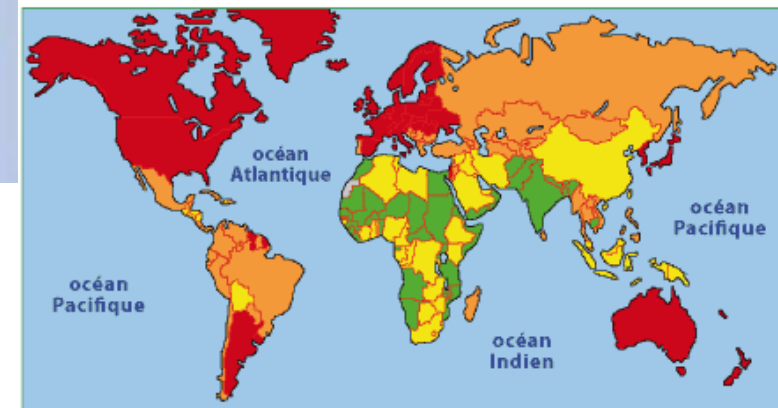 océan
Atlantique
océan
Pacifique
océan
Pacifique
océan
Indien